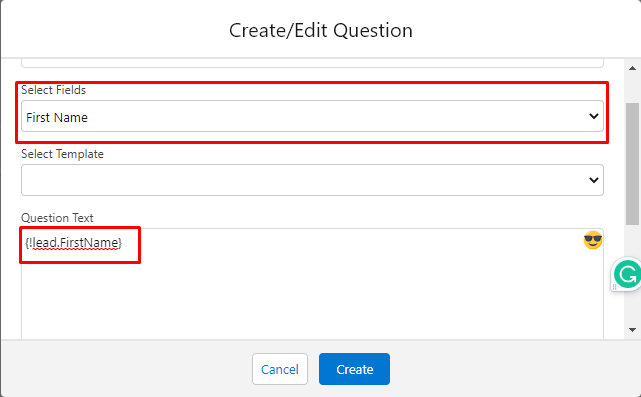 Create/Edit Question
Select Fields
First Name
Select Template
Question Text
{!lead.FirstName}
Cancel
Create